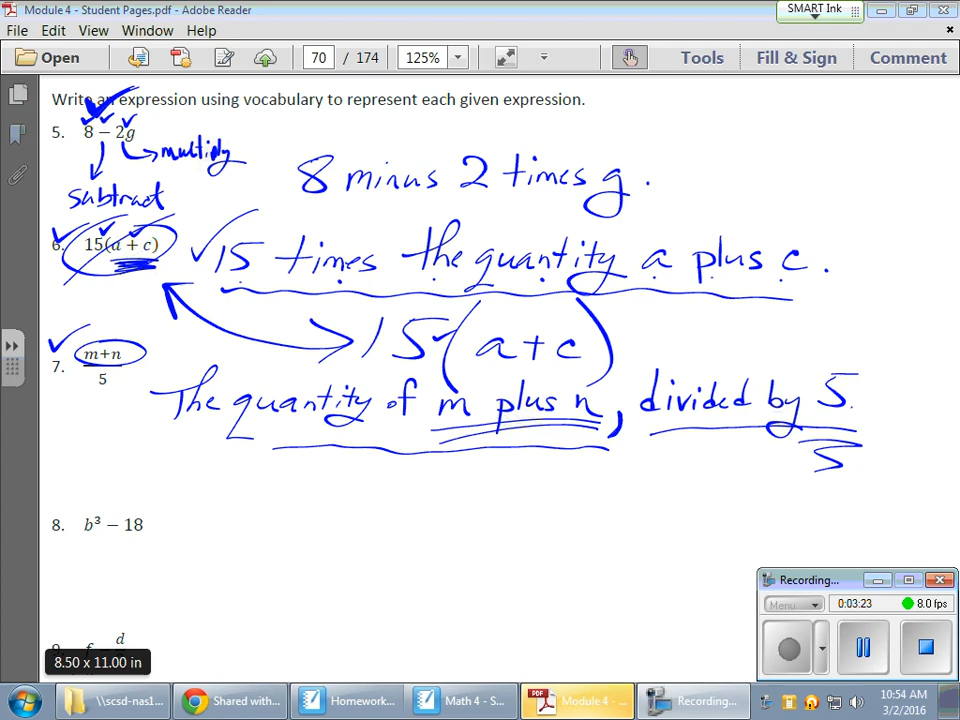 Module 4 - Student Pages.pdf - Adobe Reader
SMART Ink
File Edit View Window Help
Open 70 / 174 125% Tools Fill & Sign Comment
Write an expression using vocabulary to represent each given expression.
5. 8 − 2g
multiply
subtract
8 minus 2 times g.
6. 15(a + c)
15 times the quantity a plus c.
15(a+c)
7. m+n
5
The quantity of m plus n, divided by 5.
5
8. b³ − 18
d
8.50 x 11.00 in
Recording...
Menu 0:03:23 8.0 fps
\\scsd-nas1... Shared with... Homework... Math 4 - S... Module 4 - ... Recording...
10:54 AM
3/2/2016